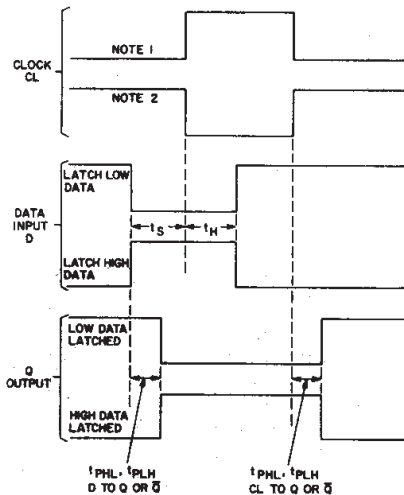 NOTE 1
CLOCK
CL
NOTE 2
LATCH LOW
DATA
DATA
INPUT
D
tS
tH
LATCH HIGH
DATA
LOW DATA
LATCHED
Q
OUTPUT
HIGH DATA
LATCHED
tPHL, tPLH
D TO Q OR Q̅
tPHL, tPLH
CL TO Q OR Q̅